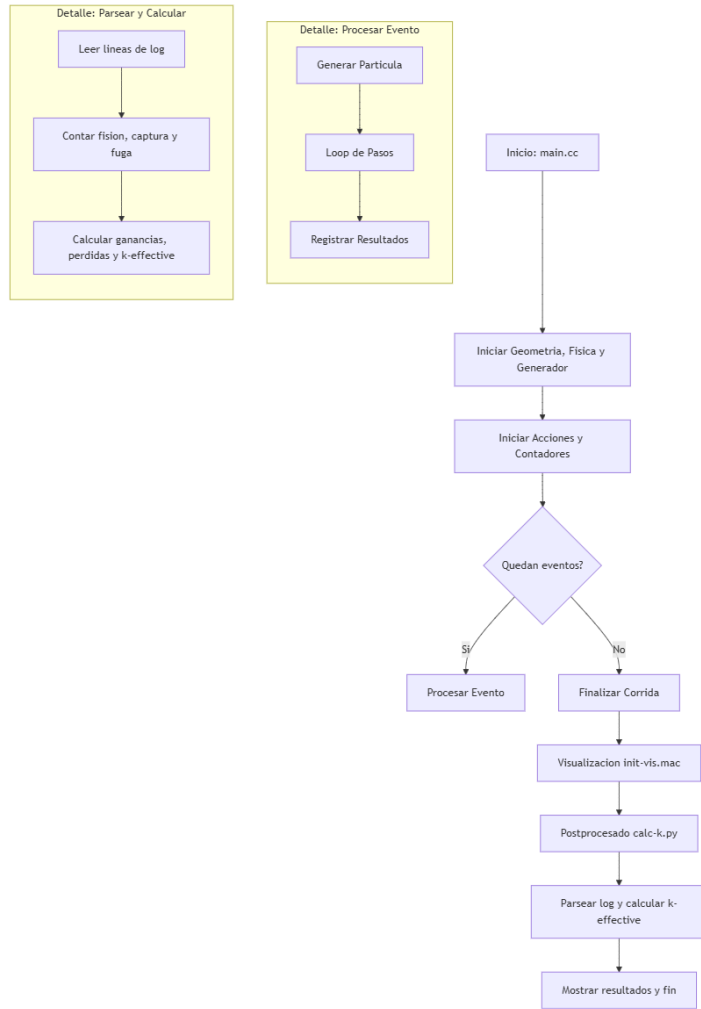 Detalle: Parsear y Calcular
Leer lineas de log
Contar fision, captura y
fuga
Calcular ganancias,
perdidas y k-effective
Detalle: Procesar Evento
Generar Particula
Loop de Pasos
Registrar Resultados
Inicio: main.cc
Iniciar Geometria, Fisica y
Generador
Iniciar Acciones y
Contadores
Quedan eventos?
Si
No
Procesar Evento
Finalizar Corrida
Visualizacion init-vis.mac
Postprocesado calc-k.py
Parsear log y calcular k-
effective
Mostrar resultados y fin